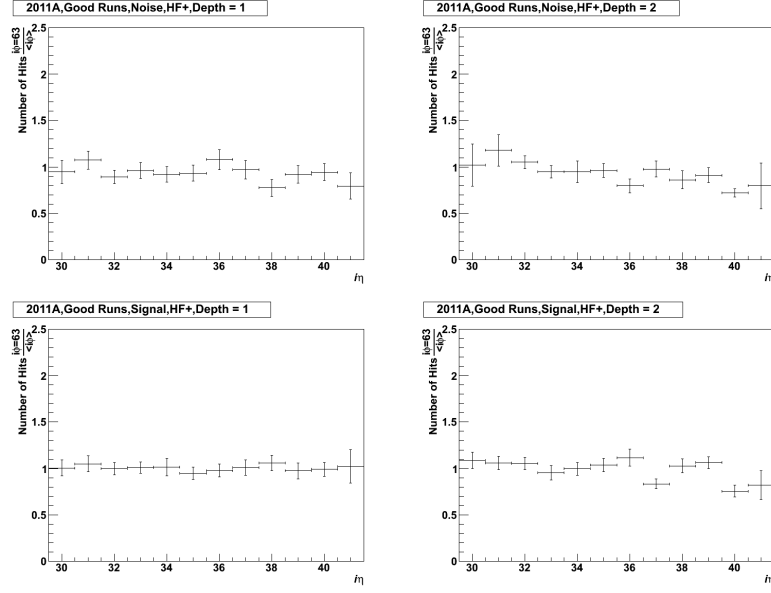 2011A,Good Runs,Noise,HF+,Depth = 1
Number of Hits iϕ=63
<iϕ>
2.5
2
1.5
1
0.5
0
30 32 34 36 38 40
iη
2011A,Good Runs,Noise,HF+,Depth = 2
Number of Hits iϕ=63
<iϕ>
2.5
2
1.5
1
0.5
0
30 32 34 36 38 40
iη
2011A,Good Runs,Signal,HF+,Depth = 1
Number of Hits iϕ=63
<iϕ>
2.5
2
1.5
1
0.5
0
30 32 34 36 38 40
iη
2011A,Good Runs,Signal,HF+,Depth = 2
Number of Hits iϕ=63
<iϕ>
2.5
2
1.5
1
0.5
0
30 32 34 36 38 40
iη